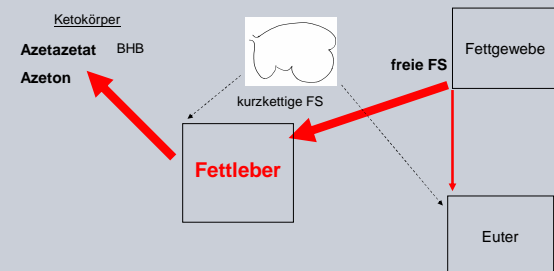 Ketokörper
Azetazetat BHB
Azeton
freie FS
Fettgewebe
kurzkettige FS
Fettleber
Euter